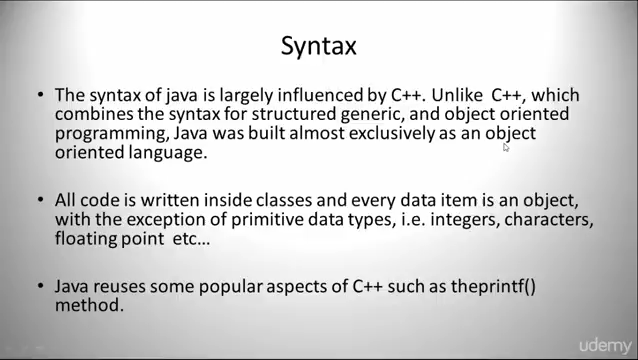 Syntax
• The syntax of java is largely influenced by C++. Unlike C++, which
combines the syntax for structured generic, and object oriented
programming, Java was built almost exclusively as an object
oriented language.
• All code is written inside classes and every data item is an object,
with the exception of primitive data types, i.e. integers, characters,
floating point etc...
• Java reuses some popular aspects of C++ such as theprintf()
method.
udemy